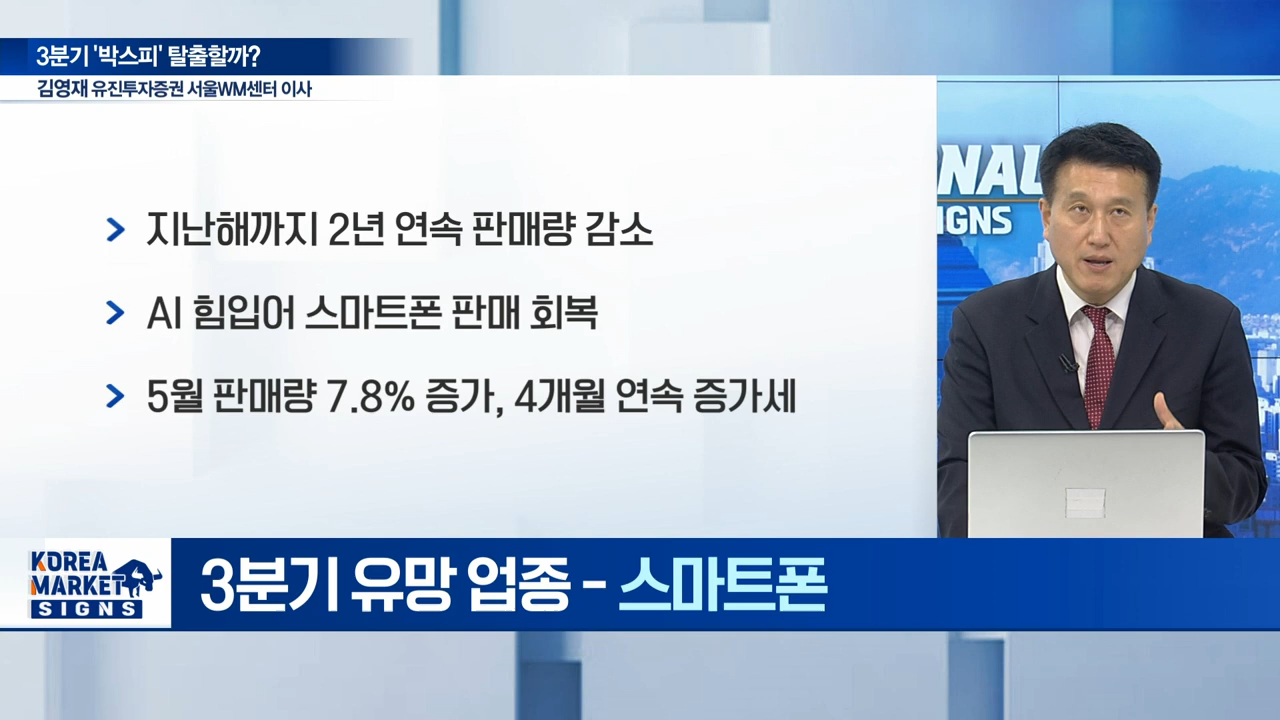 3분기 '박스피' 탈출할까?
김영재 유진투자증권 서울WM센터 이사
지난해까지 2년 연속 판매량 감소
AI 힘입어 스마트폰 판매 회복
5월 판매량 7.8% 증가, 4개월 연속 증가세
NAL
IGNS
KOREA
MARKET
SIGNS
3분기 유망 업종 - 스마트폰